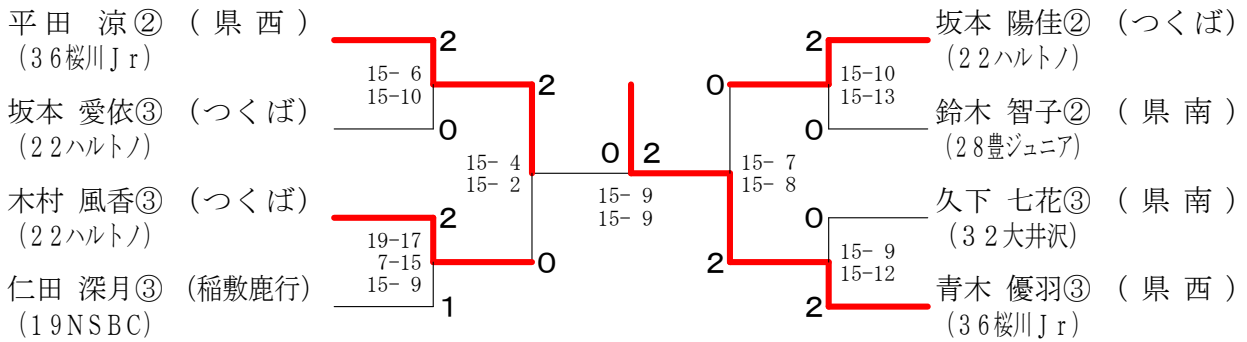 平田 涼② (県西)
(36桜川Jr)
坂本 愛依③ (つくば)
(22ハルトノ)
木村 風香③ (つくば)
(22ハルトノ)
仁田 深月③ (稲敷鹿行)
(19NSBC)
2
15- 6
15-10
0
2
19-17
7-15
15- 9
1
2
15- 4
15- 2
0
0 2
15- 9
15- 9
0
15- 7
15- 8
2
2
15-10
15-13
0
0
15- 9
15-12
2
坂本 陽佳② (つくば)
(22ハルトノ)
鈴木 智子② (県南)
(28豊ジュニア)
久下 七花③ (県南)
(32大井沢)
青木 優羽③ (県西)
(36桜川Jr)